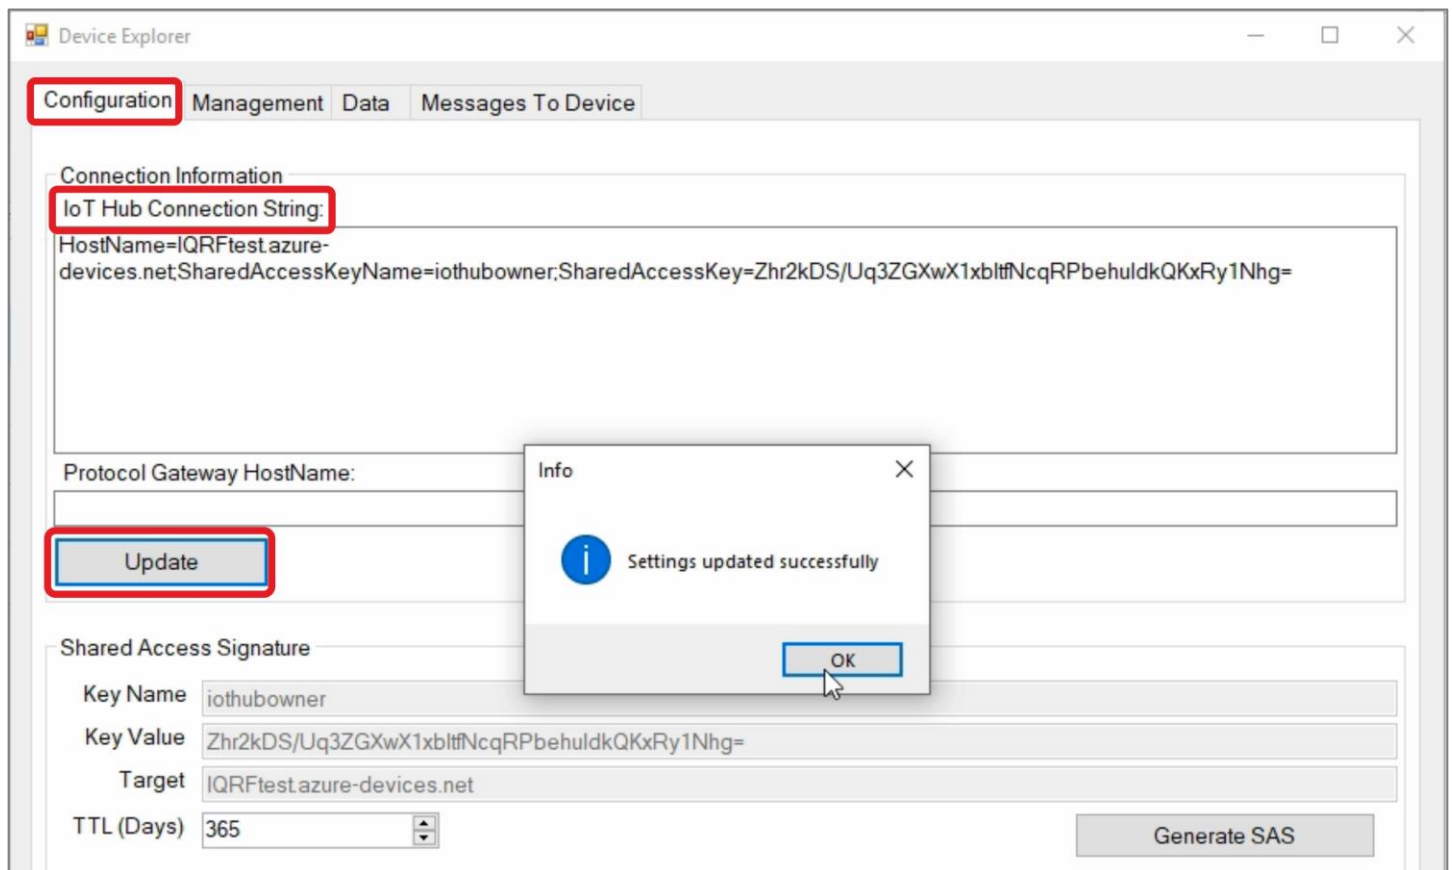 Device Explorer
Configuration Management Data Messages To Device
Connection Information
IoT Hub Connection String:
HostName=IQRFtest.azure-
devices.net;SharedAccessKeyName=iothubowner;SharedAccessKey=Zhr2kDS/Uq3ZGXwX1xbltfNcqRPbehuldkQKxRy1Nhg=
Protocol Gateway HostName:
Update
Info
Settings updated successfully
OK
Shared Access Signature
Key Name iothubowner
Key Value Zhr2kDS/Uq3ZGXwX1xbltfNcqRPbehuldkQKxRy1Nhg=
Target IQRFtest.azure-devices.net
TTL (Days) 365
Generate SAS